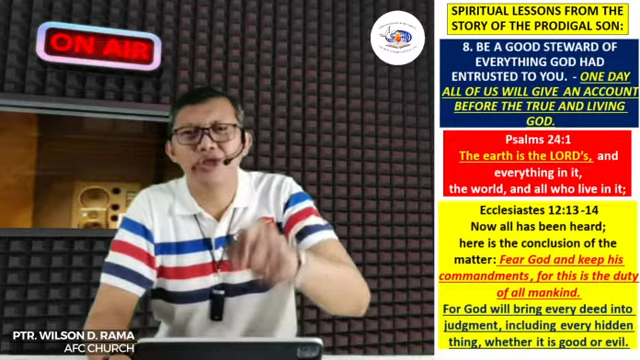 ON AIR
PTR. WILSON D. RAMA
AFC CHURCH
SPIRITUAL LESSONS FROM THE
STORY OF THE PRODIGAL SON:
8. BE A GOOD STEWARD OF
EVERYTHING GOD HAD
ENTRUSTED TO YOU. - ONE DAY
ALL OF US WILL GIVE AN ACCOUNT
BEFORE THE TRUE AND LIVING
GOD.
Psalms 24:1
The earth is the LORD's, and
everything in it,
the world, and all who live in it;
Ecclesiastes 12:13-14
Now all has been heard;
here is the conclusion of the
matter: Fear God and keep his
commandments, for this is the duty
of all mankind.
For God will bring every deed into
judgment, including every hidden
thing, whether it is good or evil.